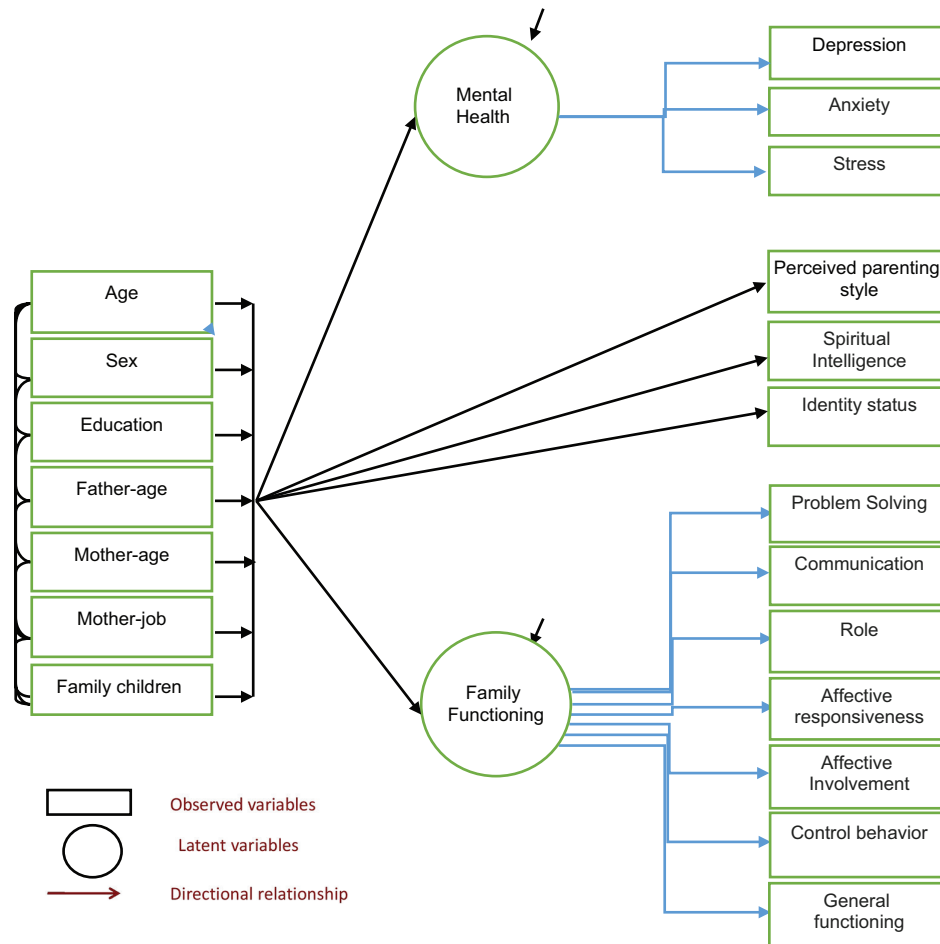 Age
Sex
Education
Father-age
Mother-age
Mother-job
Family children
Mental
Health
Family
Functioning
Depression
Anxiety
Stress
Perceived parenting
style
Spiritual
Intelligence
Identity status
Problem Solving
Communication
Role
Affective
responsiveness
Affective
Involvement
Control behavior
General
functioning
Observed variables
Latent variables
Directional relationship